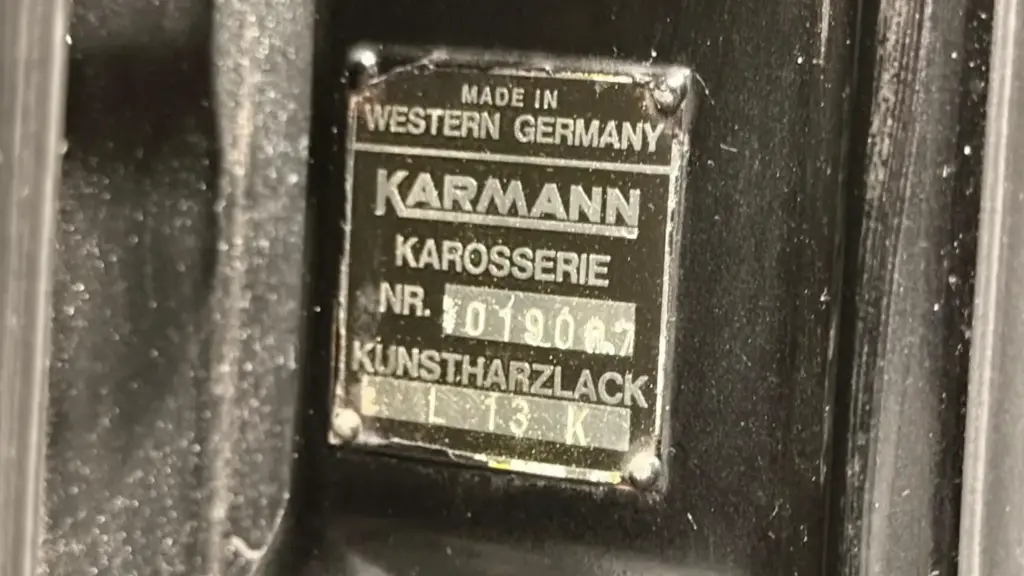 MADE IN
WESTERN GERMANY
KARMANN
KAROSSERIE
NR.
KUNSTHARZLACK
L 13 K